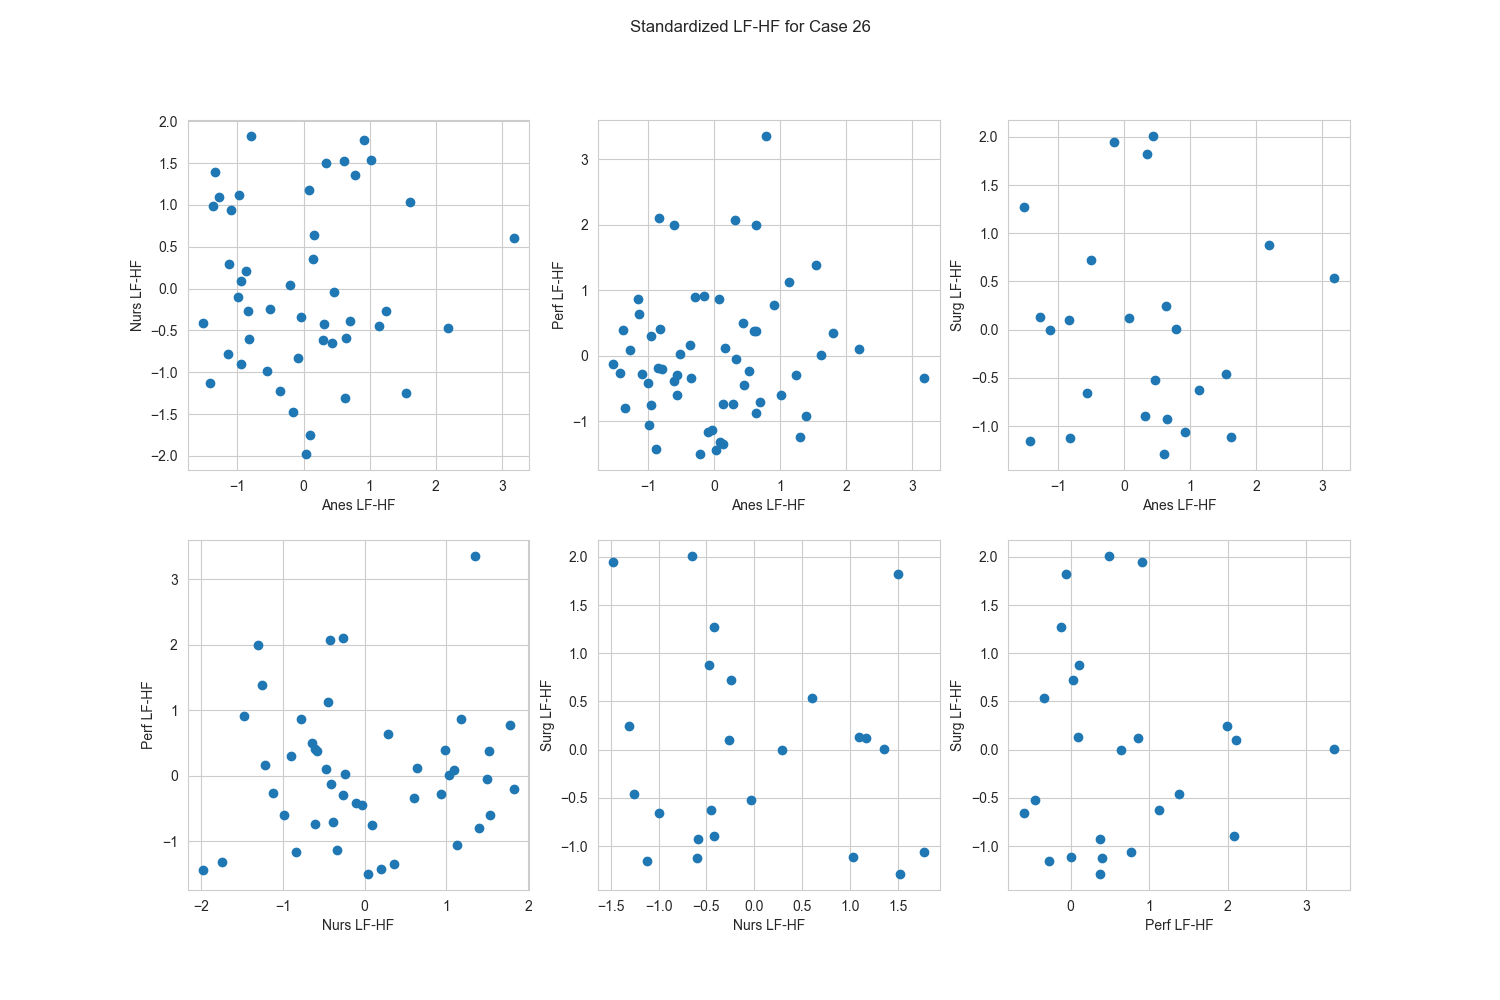 Standardized LF-HF for Case 26
2.0
1.5
1.0
0.5
0.0
−0.5
−1.0
−1.5
−2.0
Nurs LF-HF
−1 0 1 2 3
Anes LF-HF
3
2
1
0
−1
Perf LF-HF
−1 0 1 2 3
Anes LF-HF
2.0
1.5
1.0
0.5
0.0
−0.5
−1.0
Surg LF-HF
−1 0 1 2 3
Anes LF-HF
3
2
1
0
−1
Perf LF-HF
−2 −1 0 1 2
Nurs LF-HF
2.0
1.5
1.0
0.5
0.0
−0.5
−1.0
Surg LF-HF
−1.5 −1.0 −0.5 0.0 0.5 1.0 1.5
Nurs LF-HF
2.0
1.5
1.0
0.5
0.0
−0.5
−1.0
Surg LF-HF
0 1 2 3
Perf LF-HF